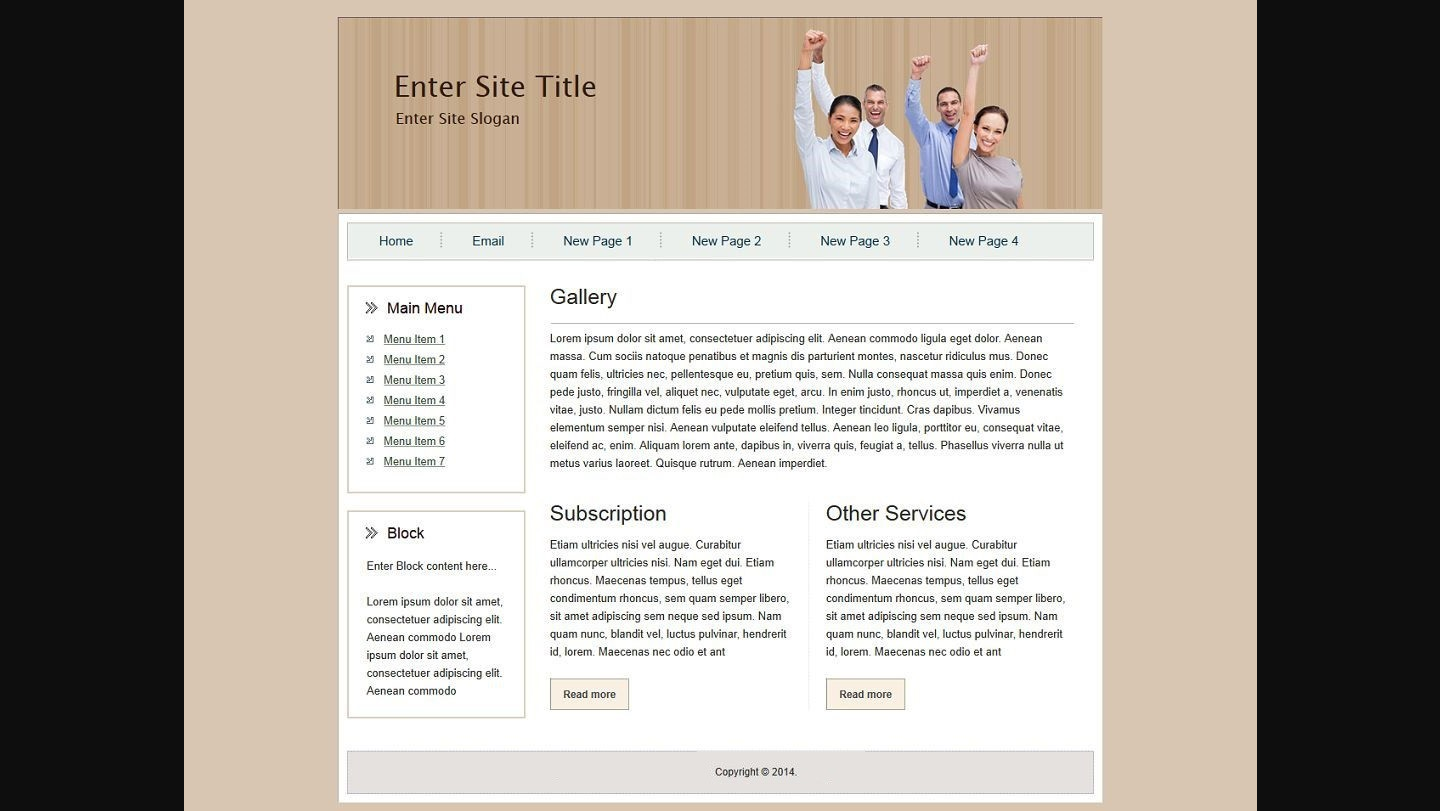 Enter Site Title
Enter Site Slogan
Home Email New Page 1 New Page 2 New Page 3 New Page 4
Main Menu
Menu Item 1
Menu Item 2
Menu Item 3
Menu Item 4
Menu Item 5
Menu Item 6
Menu Item 7
Block
Enter Block content here...
Lorem ipsum dolor sit amet,
consectetuer adipiscing elit.
Aenean commodo Lorem
ipsum dolor sit amet,
consectetuer adipiscing elit.
Aenean commodo
Gallery
Lorem ipsum dolor sit amet, consectetuer adipiscing elit. Aenean commodo ligula eget dolor. Aenean
massa. Cum sociis natoque penatibus et magnis dis parturient montes, nascetur ridiculus mus. Donec
quam felis, ultricies nec, pellentesque eu, pretium quis, sem. Nulla consequat massa quis enim. Donec
pede justo, fringilla vel, aliquet nec, vulputate eget, arcu. In enim justo, rhoncus ut, imperdiet a, venenatis
vitae, justo. Nullam dictum felis eu pede mollis pretium. Integer tincidunt. Cras dapibus. Vivamus
elementum semper nisi. Aenean vulputate eleifend tellus. Aenean leo ligula, porttitor eu, consequat vitae,
eleifend ac, enim. Aliquam lorem ante, dapibus in, viverra quis, feugiat a, tellus. Phasellus viverra nulla ut
metus varius laoreet. Quisque rutrum. Aenean imperdiet.
Subscription
Etiam ultricies nisi vel augue. Curabitur
ullamcorper ultricies nisi. Nam eget dui. Etiam
rhoncus. Maecenas tempus, tellus eget
condimentum rhoncus, sem quam semper libero,
sit amet adipiscing sem neque sed ipsum. Nam
quam nunc, blandit vel, luctus pulvinar, hendrerit
id, lorem. Maecenas nec odio et ant
Read more
Other Services
Etiam ultricies nisi vel augue. Curabitur
ullamcorper ultricies nisi. Nam eget dui. Etiam
rhoncus. Maecenas tempus, tellus eget
condimentum rhoncus, sem quam semper libero,
sit amet adipiscing sem neque sed ipsum. Nam
quam nunc, blandit vel, luctus pulvinar, hendrerit
id, lorem. Maecenas nec odio et ant
Read more
Copyright © 2014.